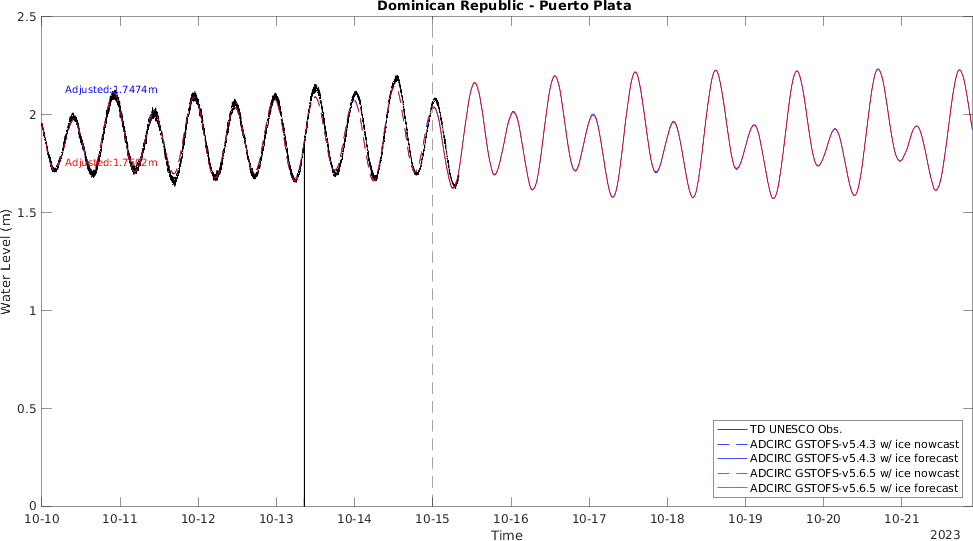 Dominican Republic - Puerto Plata
2.5
2
1.5
1
0.5
0
Water Level (m)
Adjusted:1.7474m
TD UNESCO Obs.
ADCIRC GSTOFS-v5.4.3 w/ ice nowcast
ADCIRC GSTOFS-v5.4.3 w/ ice forecast
ADCIRC GSTOFS-v5.6.5 w/ ice nowcast
ADCIRC GSTOFS-v5.6.5 w/ ice forecast
10-10 10-11 10-12 10-13 10-14 10-15 10-16 10-17 10-18 10-19 10-20 10-21
Time
2023